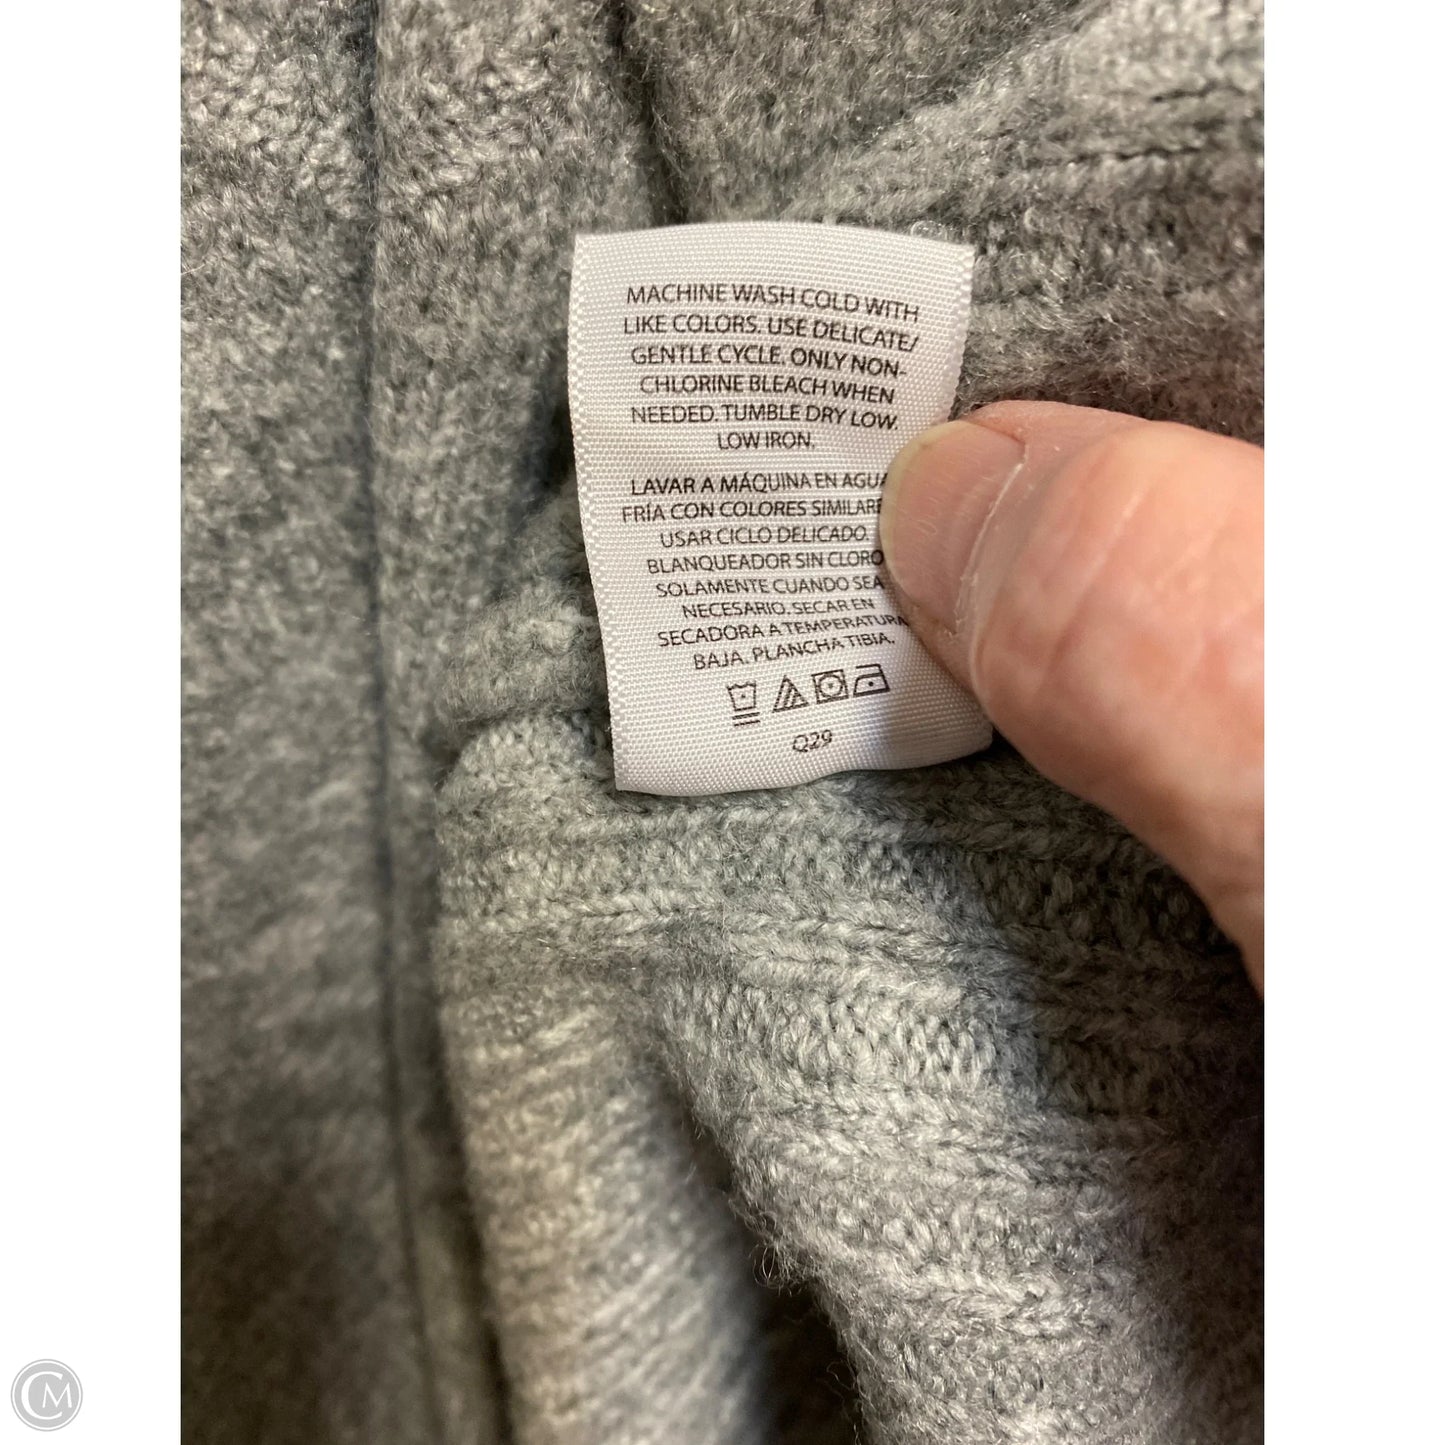 MACHINE WASH COLD WITH
LIKE COLORS. USE DELICATE/
GENTLE CYCLE. ONLY NON-
CHLORINE BLEACH WHEN
NEEDED. TUMBLE DRY LOW.
LOW IRON.
LAVAR A MÁQUINA EN AGUA
FRÍA CON COLORES SIMILARE
USAR CICLO DELICADO.
BLANQUEADOR SIN CLORO
SOLAMENTE CUANDO SEA
NECESARIO. SECAR EN
SECADORA A TEMPERATURA
BAJA. PLANCHA TIBIA.
Q29
CM